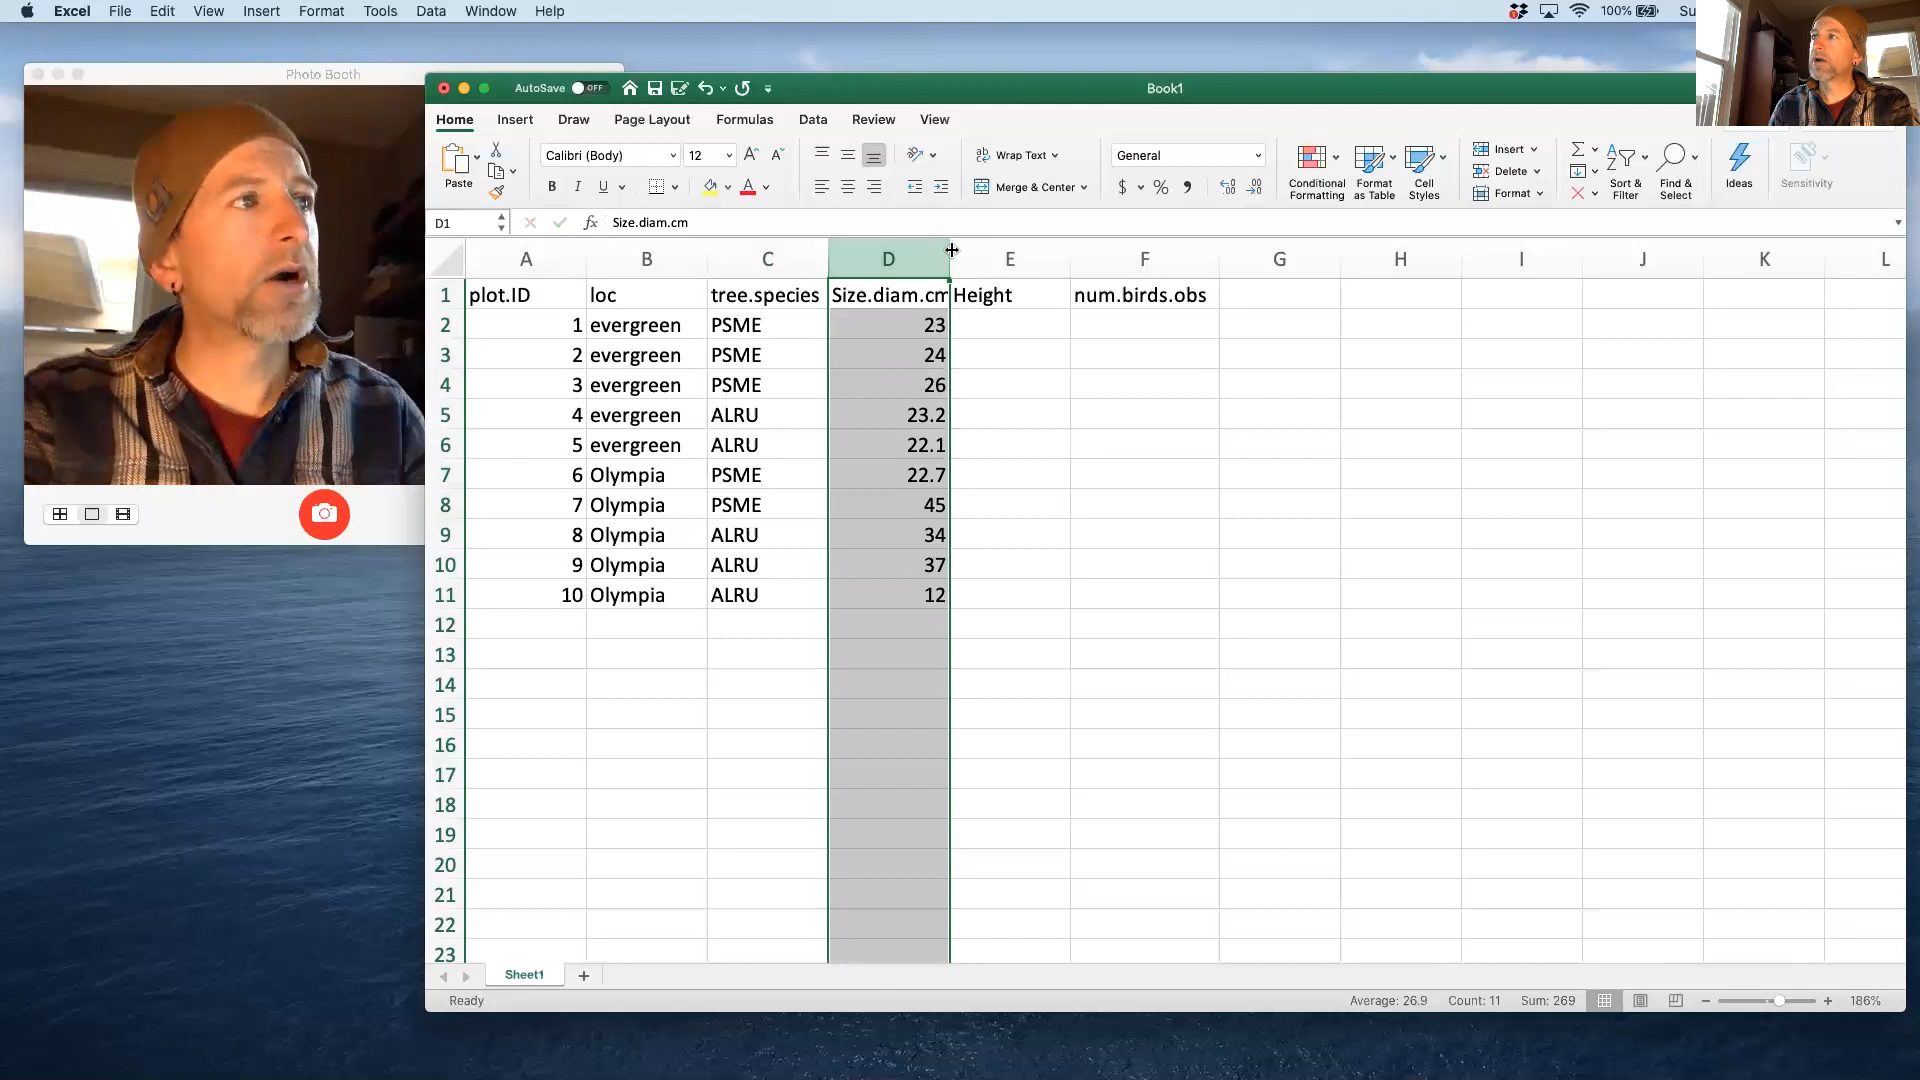 Excel File Edit View Insert Format Tools Data Window Help 100% Su
Photo Booth
AutoSave OFF Book1
Home Insert Draw Page Layout Formulas Data Review View
Paste Calibri (Body) 12 Wrap Text Merge & Center General $ % Conditional Formatting Format as Table Cell Styles Insert Delete Format Sort & Filter Find & Select Ideas Sensitivity
D1 fx Size.diam.cm
A B C D E F G H I J K L
1 plot.ID loc tree.species Size.diam.cm Height num.birds.obs
2 1 evergreen PSME 23
3 2 evergreen PSME 24
4 3 evergreen PSME 26
5 4 evergreen ALRU 23.2
6 5 evergreen ALRU 22.1
7 6 Olympia PSME 22.7
8 7 Olympia PSME 45
9 8 Olympia ALRU 34
10 9 Olympia ALRU 37
11 10 Olympia ALRU 12
12
13
14
15
16
17
18
19
20
21
22
23
Sheet1 +
Ready Average: 26.9 Count: 11 Sum: 269 186%